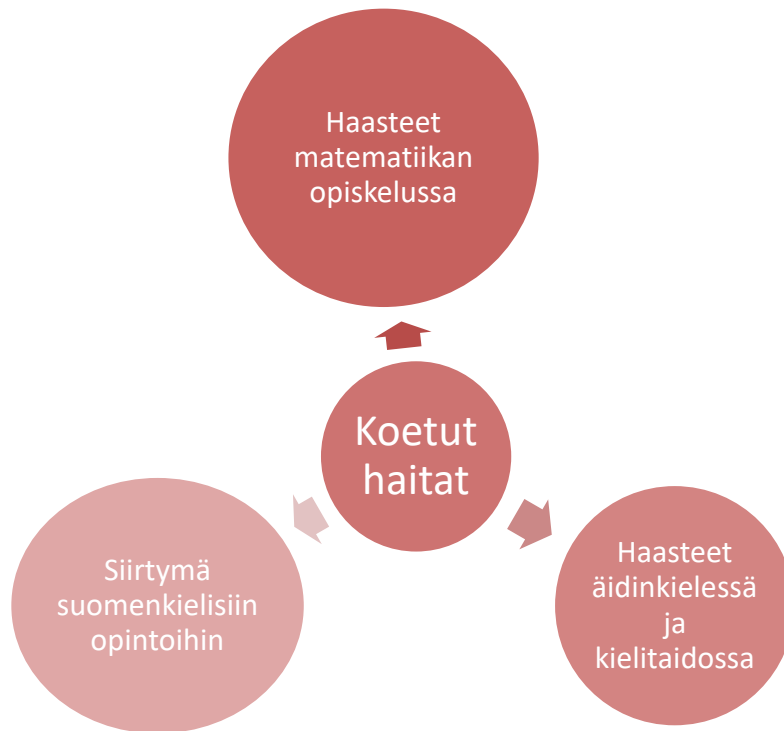 Haasteet
matematiikan
opiskelussa
Koetut
haitat
Siirtymä
suomenkielisiin
opintoihin
Haasteet
äidinkielessä
ja
kielitaidossa